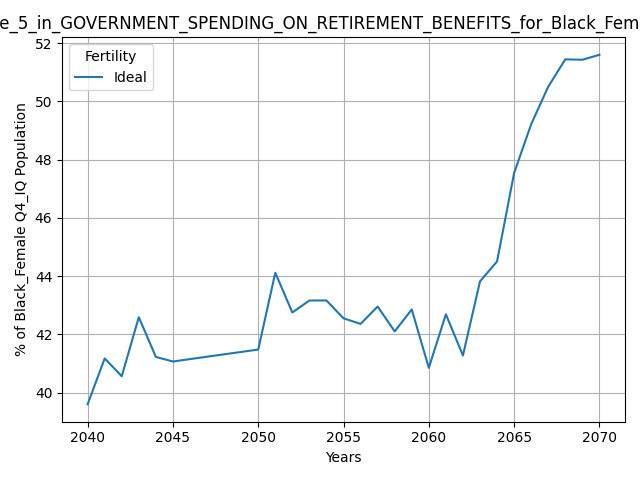 e_5_in_GOVERNMENT_SPENDING_ON_RETIREMENT_BENEFITS_for_Black_Fem
52
Fertility
Ideal
50
48
46
44
42
40
% of Black_Female Q4_IQ Population
2040 2045 2050 2055 2060 2065 2070
Years